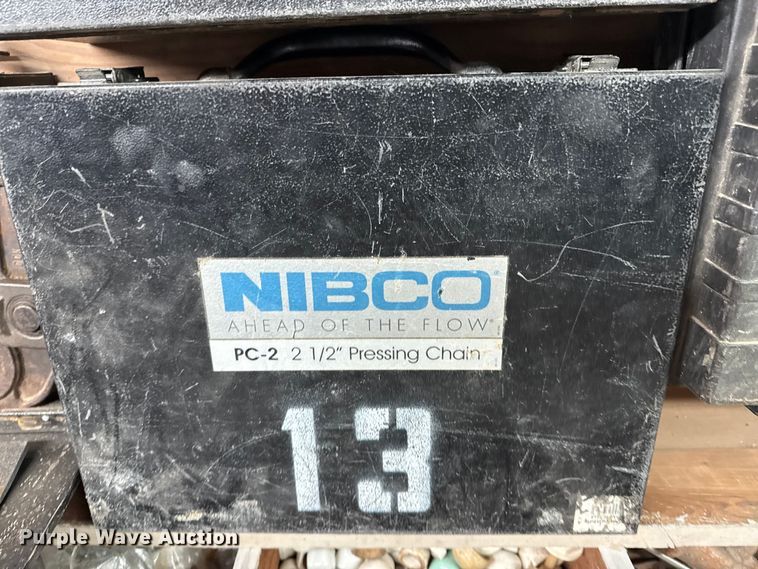 NIBCO®
AHEAD OF THE FLOW®
PC-2 2 1/2" Pressing Chain
13
Purple Wave Auction